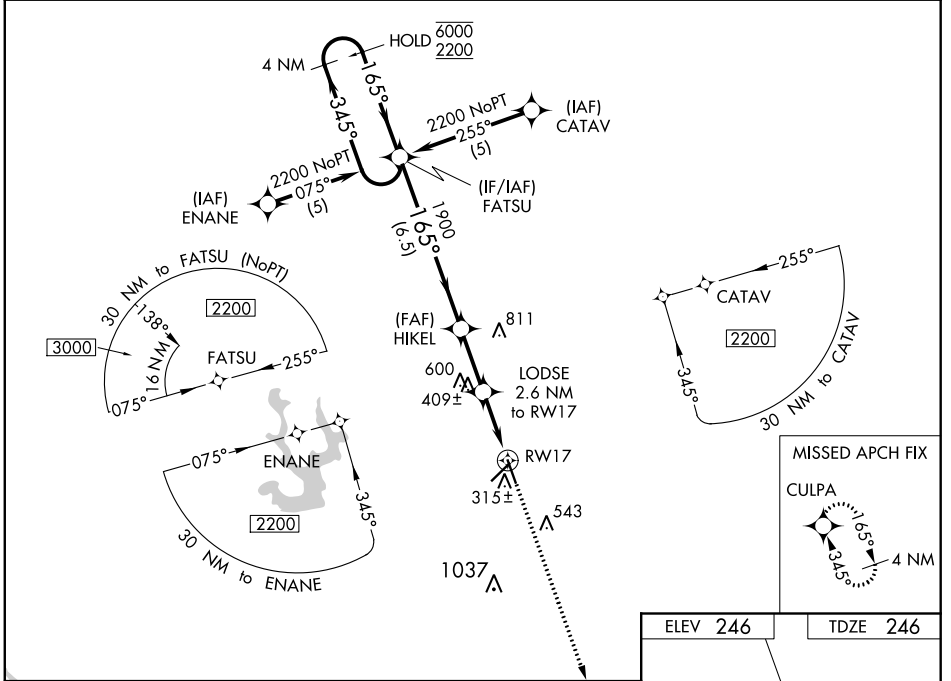 HOLD 6000
2200
4 NM
165°
345°
2200 NoPT
255°
(5)
(IAF)
CATAV
2200 NoPT
075°
(5)
(IAF)
ENANE
(IF/IAF)
FATSU
1900
165°
(6.5)
30 NM to FATSU (NoPT)
2200
138°
3000
16 NM
FATSU
255°
075°
255°
CATAV
2200
345°
30 NM to CATAV
(FAF)
HIKEL
811
600
409±
LODSE
2.6 NM
to RW17
RW17
315±
543
1037
075°
ENANE
345°
2200
30 NM to ENANE
MISSED APCH FIX
CULPA
165°
345°
4 NM
ELEV 246
TDZE 246